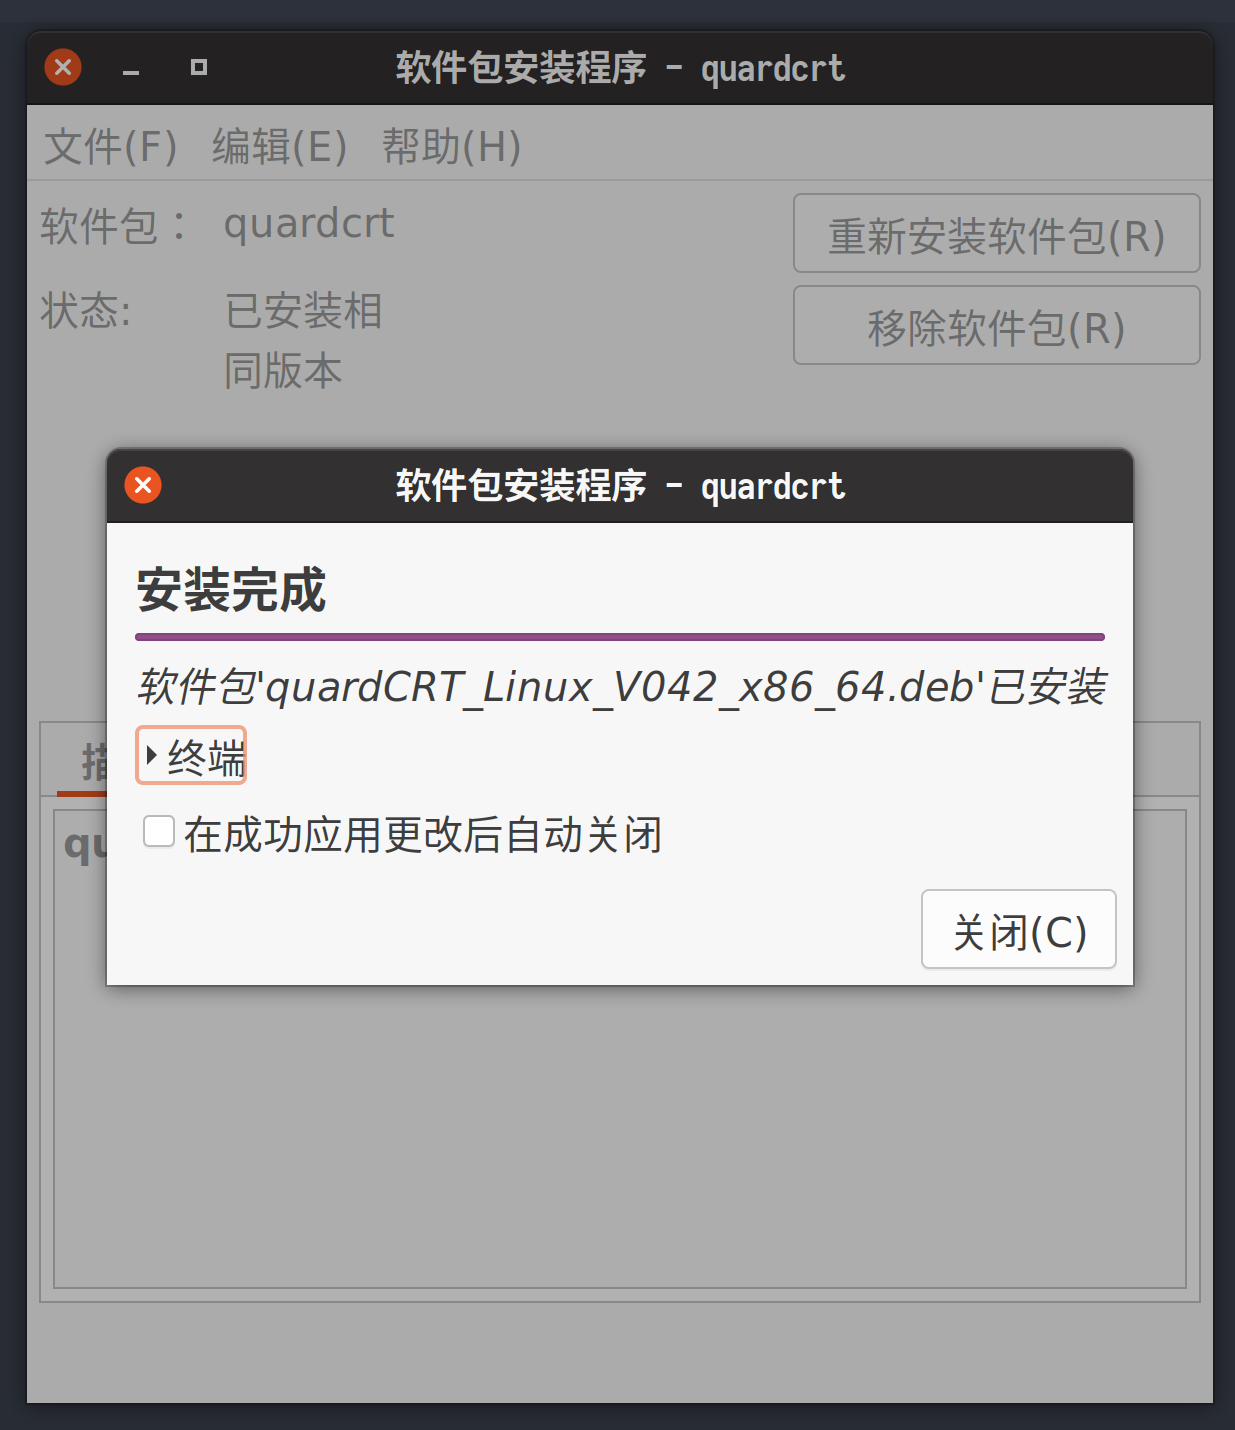 软件包安装程序 - quardcrt
文件(F) 编辑(E) 帮助(H)
软件包： quardcrt
重新安装软件包(R)
状态: 已安装相
同版本
移除软件包(R)
软件包安装程序 - quardcrt
安装完成
软件包'quardCRT_Linux_V042_x86_64.deb'已安装
终端
在成功应用更改后自动关闭
关闭(C)